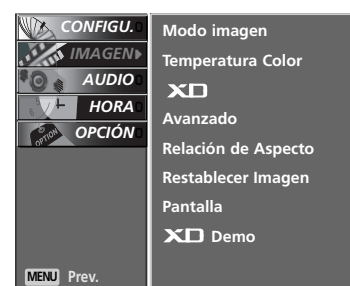 CONFIGU.
IMAGEN
AUDIO
HORA
OPCIÓN
OPTION
MENU Prev.
Modo imagen
Temperatura Color
XD
Avanzado
Relación de Aspecto
Restablecer Imagen
Pantalla
XD Demo